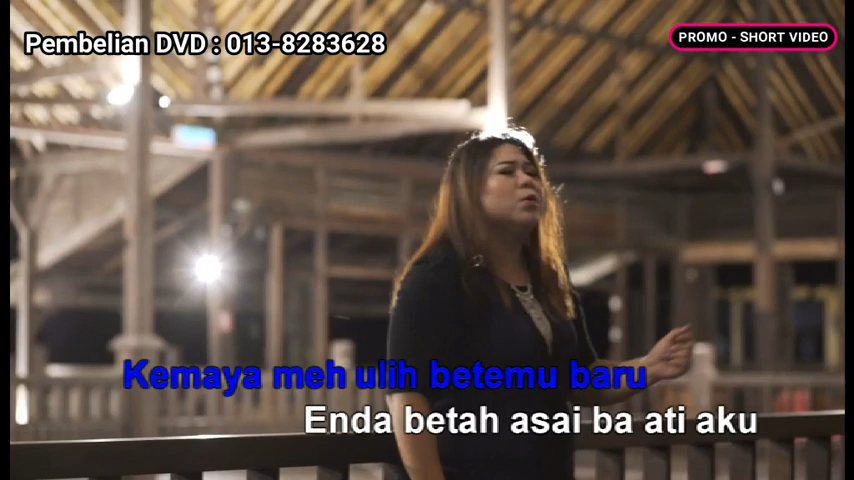 Pembelian DVD : 013-8283628
PROMO - SHORT VIDEO
Kemaya meh ulih betemu baru
Enda betah asai ba ati aku